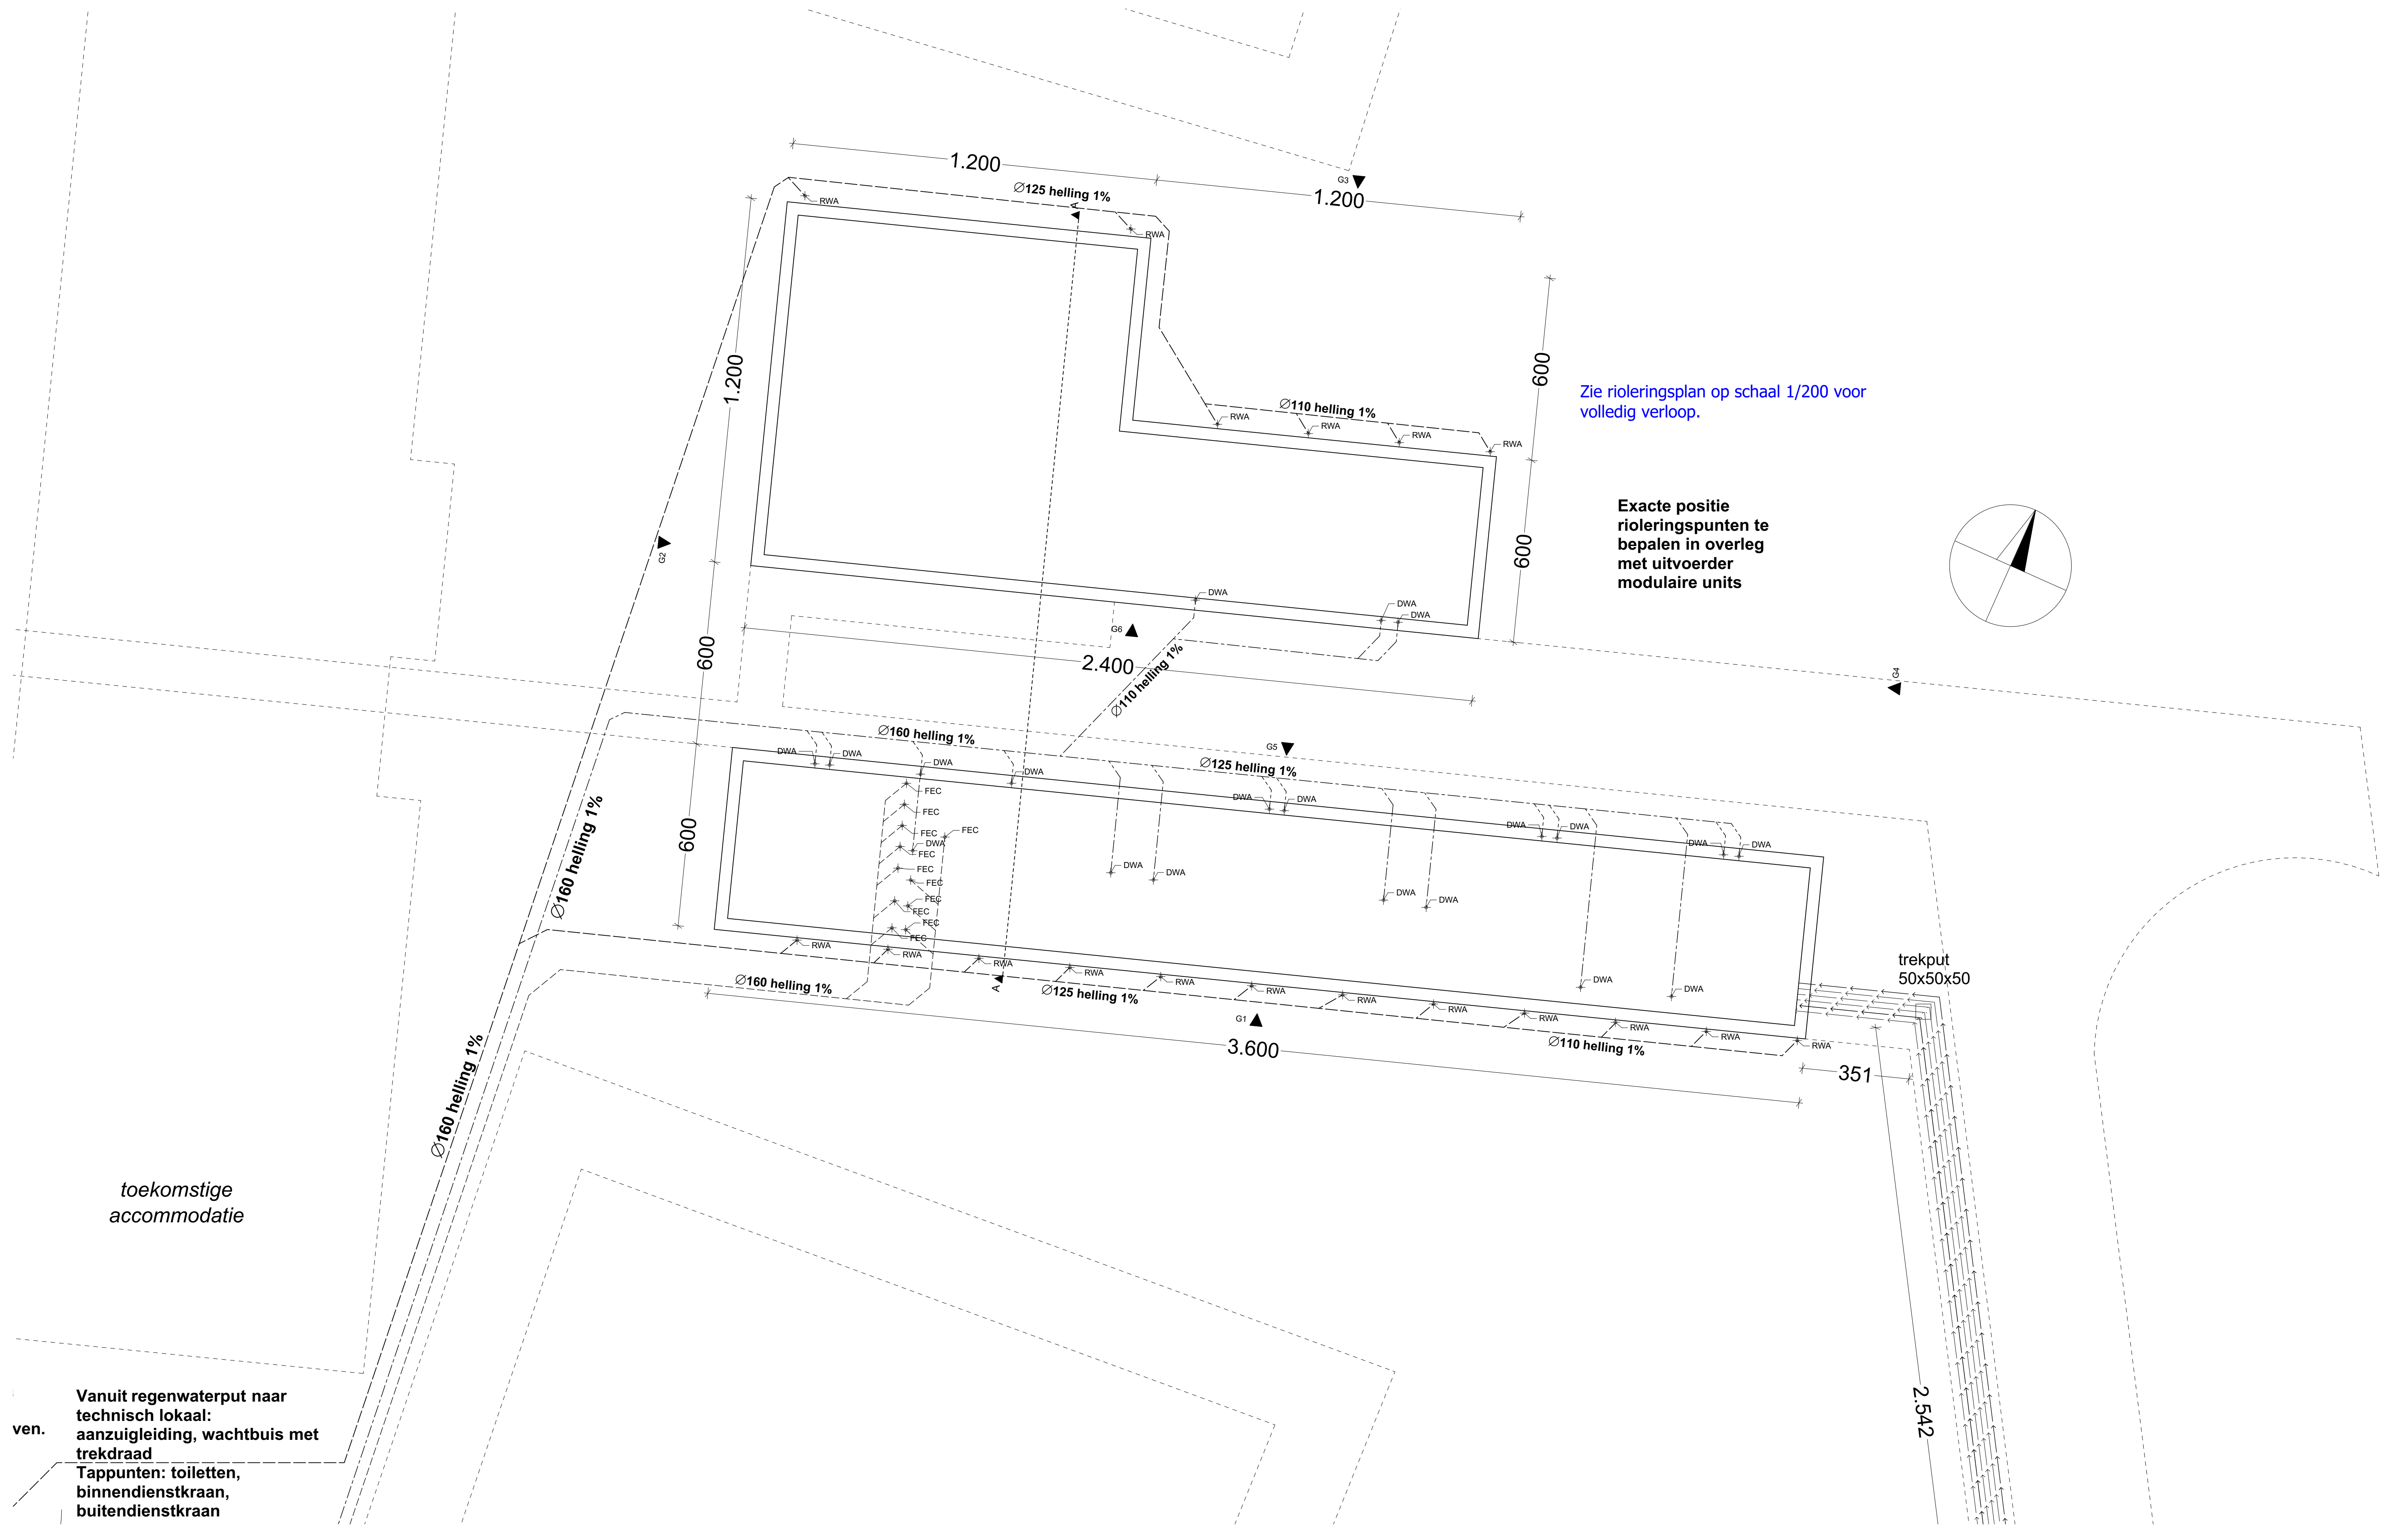 1.200
1.200
G3
∅125 helling 1%
A
RWA
RWA
1.200
600
Zie rioleringsplan op schaal 1/200 voor
volledig verloop.
∅110 helling 1%
RWA
RWA
RWA
RWA
Exacte positie
rioleringspunten te
bepalen in overleg
met uitvoerder
modulaire units
600
G2
DWA
DWA
DWA
G6
600
2.400
∅110 helling 1%
G4
∅160 helling 1%
G5
∅125 helling 1%
DWA
DWA
DWA
DWA
FEC
DWA
DWA
FEC
FEC
FEC
DWA
FEC
DWA
DWA
DWA
DWA
600
∅160 helling 1%
FEC
FEC
FEC
FEC
FEC
DWA
DWA
DWA
DWA
DWA
DWA
RWA
RWA
RWA
RWA
RWA
RWA
RWA
RWA
RWA
RWA
RWA
RWA
trekput
50x50x50
∅160 helling 1%
A
∅125 helling 1%
G1
∅110 helling 1%
3.600
351
∅160 helling 1%
toekomstige
accommodatie
2.542
ven.
Vanuit regenwaterput naar
technisch lokaal:
aanzuigleiding, wachtbuis met
trekdraad
Tappunten: toiletten,
binnendienstkraan,
buitendienstkraan